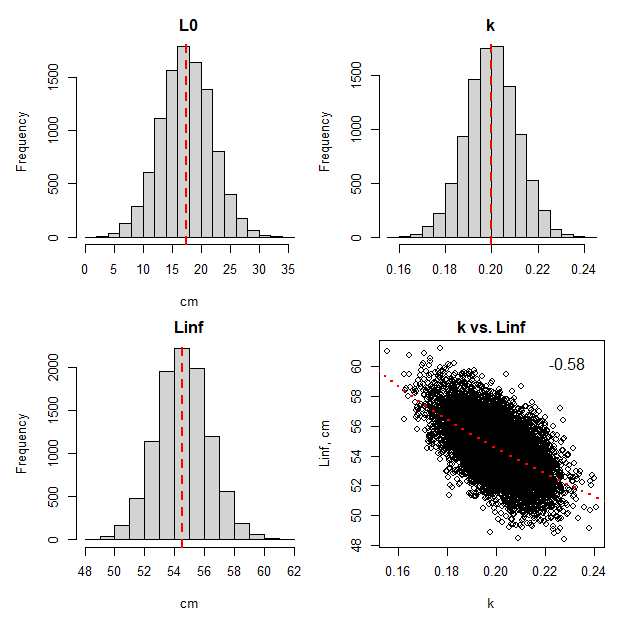 L0
Frequency
0
500
1000
1500
0 5 10 15 20 25 30 35
cm
k
Frequency
0
500
1000
1500
0.16 0.20 0.22 0.24
Linf
Frequency
0
500
1000
1500
2000
48 50 52 54 56 58 60 62
cm
k vs. Linf
-0.58
Linf, cm
48
50
52
54
56
58
60
0.16 0.18 0.20 0.22 0.24
k